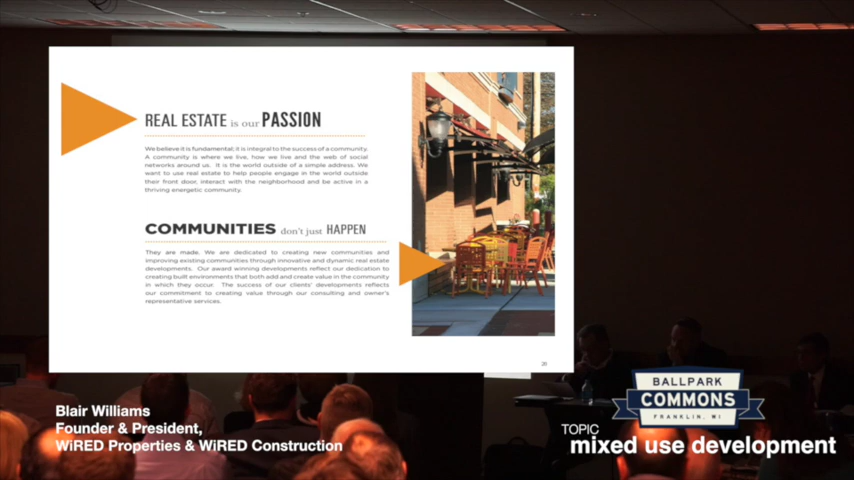 REAL ESTATE is our PASSION
We believe it is fundamental; it is integral to the success of a community.
A community is where we live, how we live and the web of social
networks around us. It is the world outside of a simple address. We
want to use real estate to help people engage in the world outside
their front door, interact with the neighborhood and be active in a
thriving energetic community.
COMMUNITIES don't just HAPPEN
They are made. We are dedicated to creating new communities and
improving existing communities through innovative and dynamic real estate
developments. Our award winning developments reflect our dedication to
creating built environments that both add and create value in the community
in which they occur. The success of our clients' developments reflects
our commitment to creating value through our consulting and owner's
representative services.
Blair Williams
Founder & President,
WiRED Properties & WiRED Construction
BALLPARK
COMMONS
FRANKLIN, WI
TOPIC
mixed use development